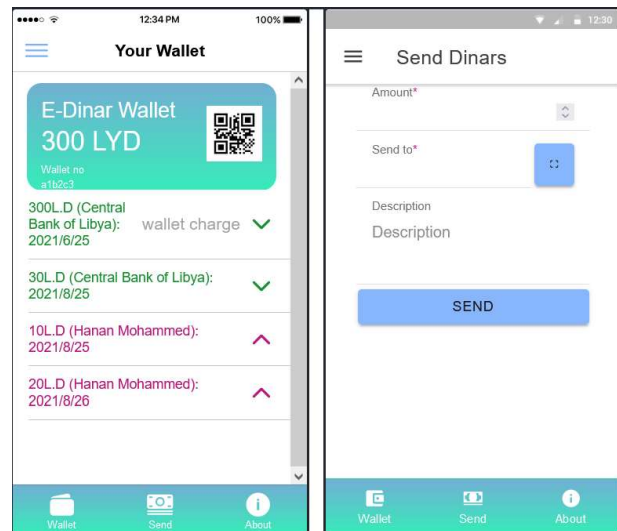 12:34 PM
100%
Your Wallet
E-Dinar Wallet
300 LYD
Wallet no
a1b2c3
300L.D (Central
Bank of Libya):
2021/6/25
wallet charge
30L.D (Central Bank of Libya):
2021/8/25
10L.D (Hanan Mohammed):
2021/8/25
20L.D (Hanan Mohammed):
2021/8/26
Wallet
Send
About
12:30
Send Dinars
Amount*
Send to*
Description
Description
SEND
Wallet
Send
About